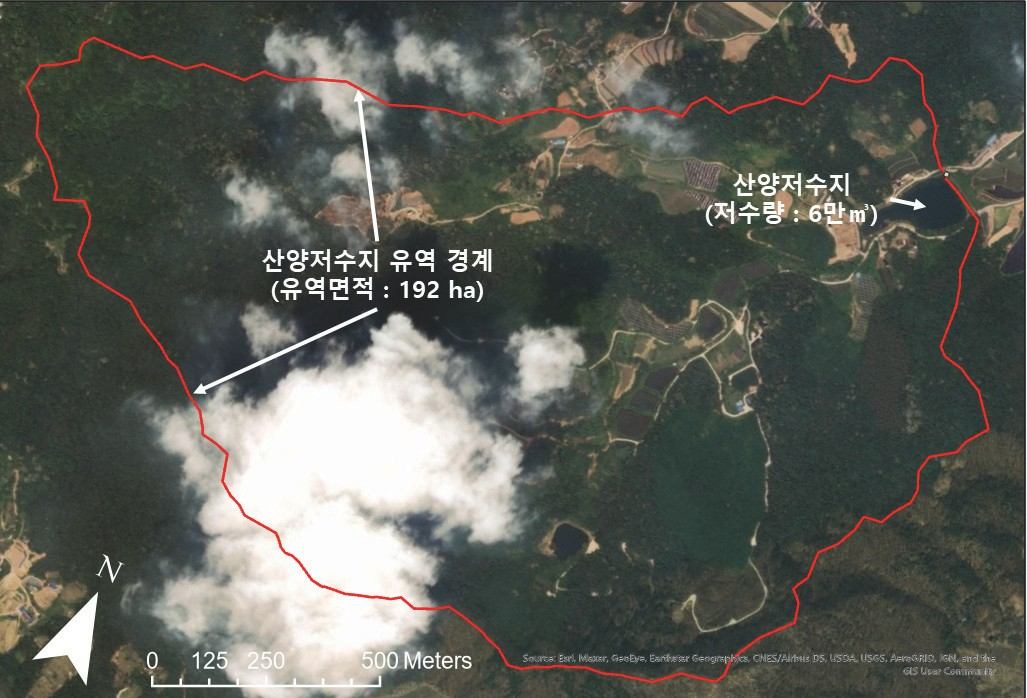 산양저수지
(저수량 : 6만㎥)
산양저수지 유역 경계
(유역면적 : 192 ha)
N
0 125 250 500 Meters
Source: Esri, Maxar, GeoEye, Earthstar Geographics, CNES/Airbus DS, USDA, USGS, AeroGRID, IGN, and the
GIS User Community